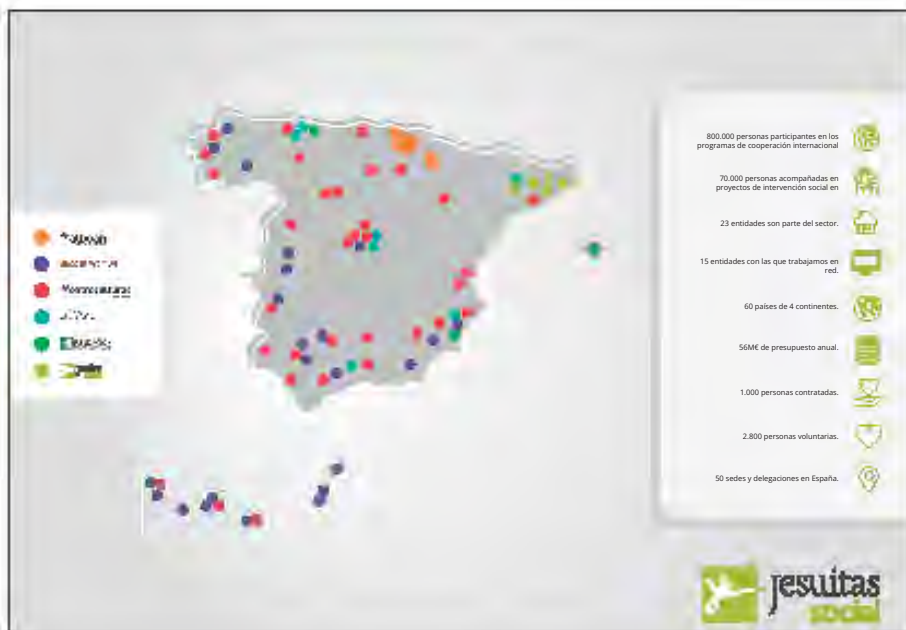 800.000 personas participantes en los
programas de cooperación internacional
70.000 personas acompañadas en
proyectos de intervención social en
23 entidades son parte del sector.
15 entidades con las que trabajamos en
red.
60 países de 4 continentes.
56M€ de presupuesto anual.
1.000 personas contratadas.
2.800 personas voluntarias.
50 sedes y delegaciones en España.
jesuitas
social